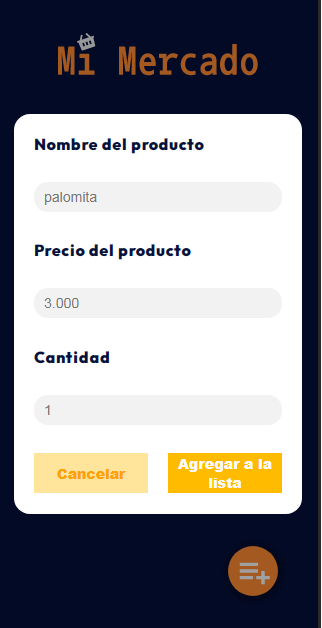 Mi Mercado
Nombre del producto
palomita
Precio del producto
3.000
Cantidad
1
Cancelar
Agregar a la
lista